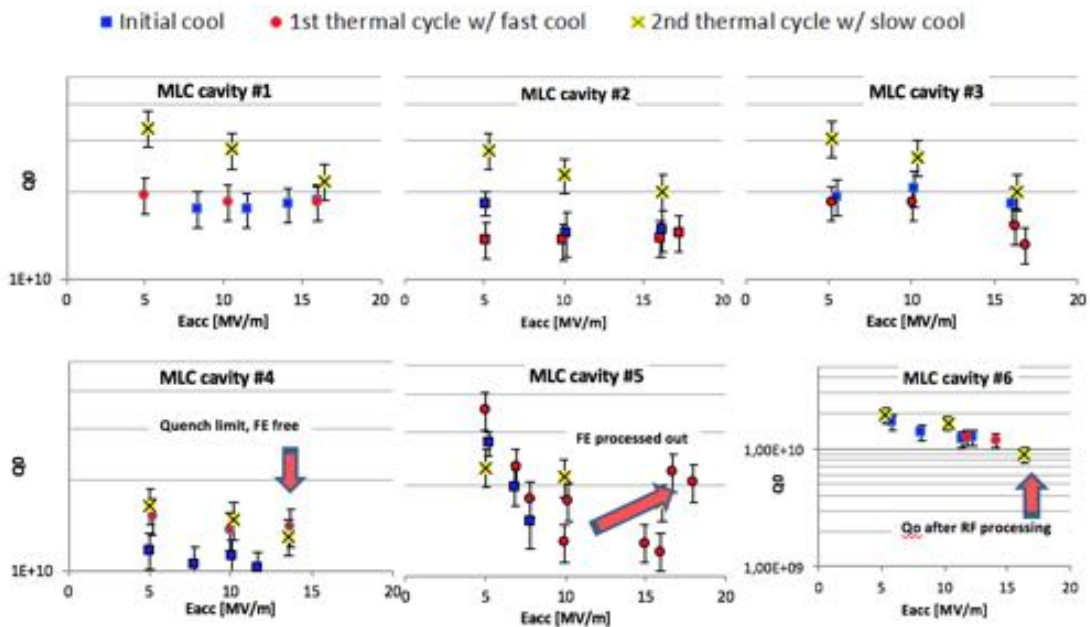 Initial cool 1st thermal cycle w/ fast cool 2nd thermal cycle w/ slow cool
MLC cavity #1
Q0
1E+10
0 5 10 15 20
Eacc [MV/m]
MLC cavity #2
0 5 10 15 20
Eacc [MV/m]
MLC cavity #3
0 5 10 15 20
Eacc [MV/m]
MLC cavity #4
Quench limit, FE free
Q0
1E+10
0 5 10 15 20
Eacc [MV/m]
MLC cavity #5
FE processed out
0 5 10 15 20
Eacc [MV/m]
MLC cavity #6
1,00E+10
Q0
Qo after RF processing
1,00E+09
0 5 10 15 20
Eacc [MV/m]